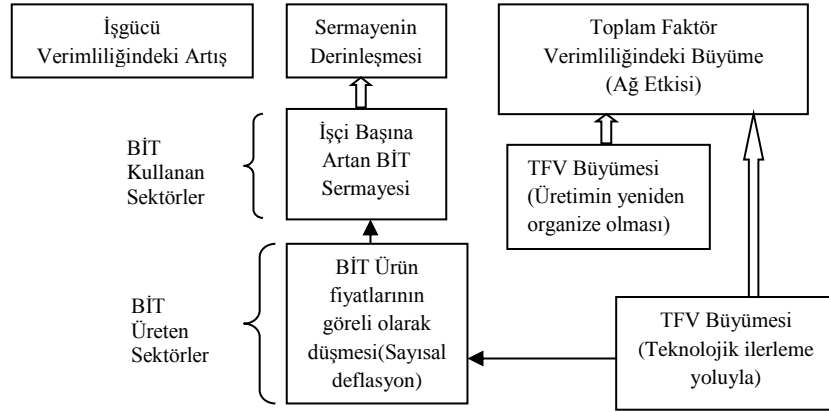 İşgücü
Verimliliğindeki Artış
Sermayenin
Derinleşmesi
Toplam Faktör
Verimliliğindeki Büyüme
(Ağ Etkisi)
BİT
Kullanan
Sektörler
İşçi Başına
Artan BİT
Sermayesi
TFV Büyümesi
(Üretimin yeniden
organize olması)
BİT
Üreten
Sektörler
BİT Ürün
fiyatlarının
göreli olarak
düşmesi(Sayısal
deflasyon)
TFV Büyümesi
(Teknolojik ilerleme
yoluyla)